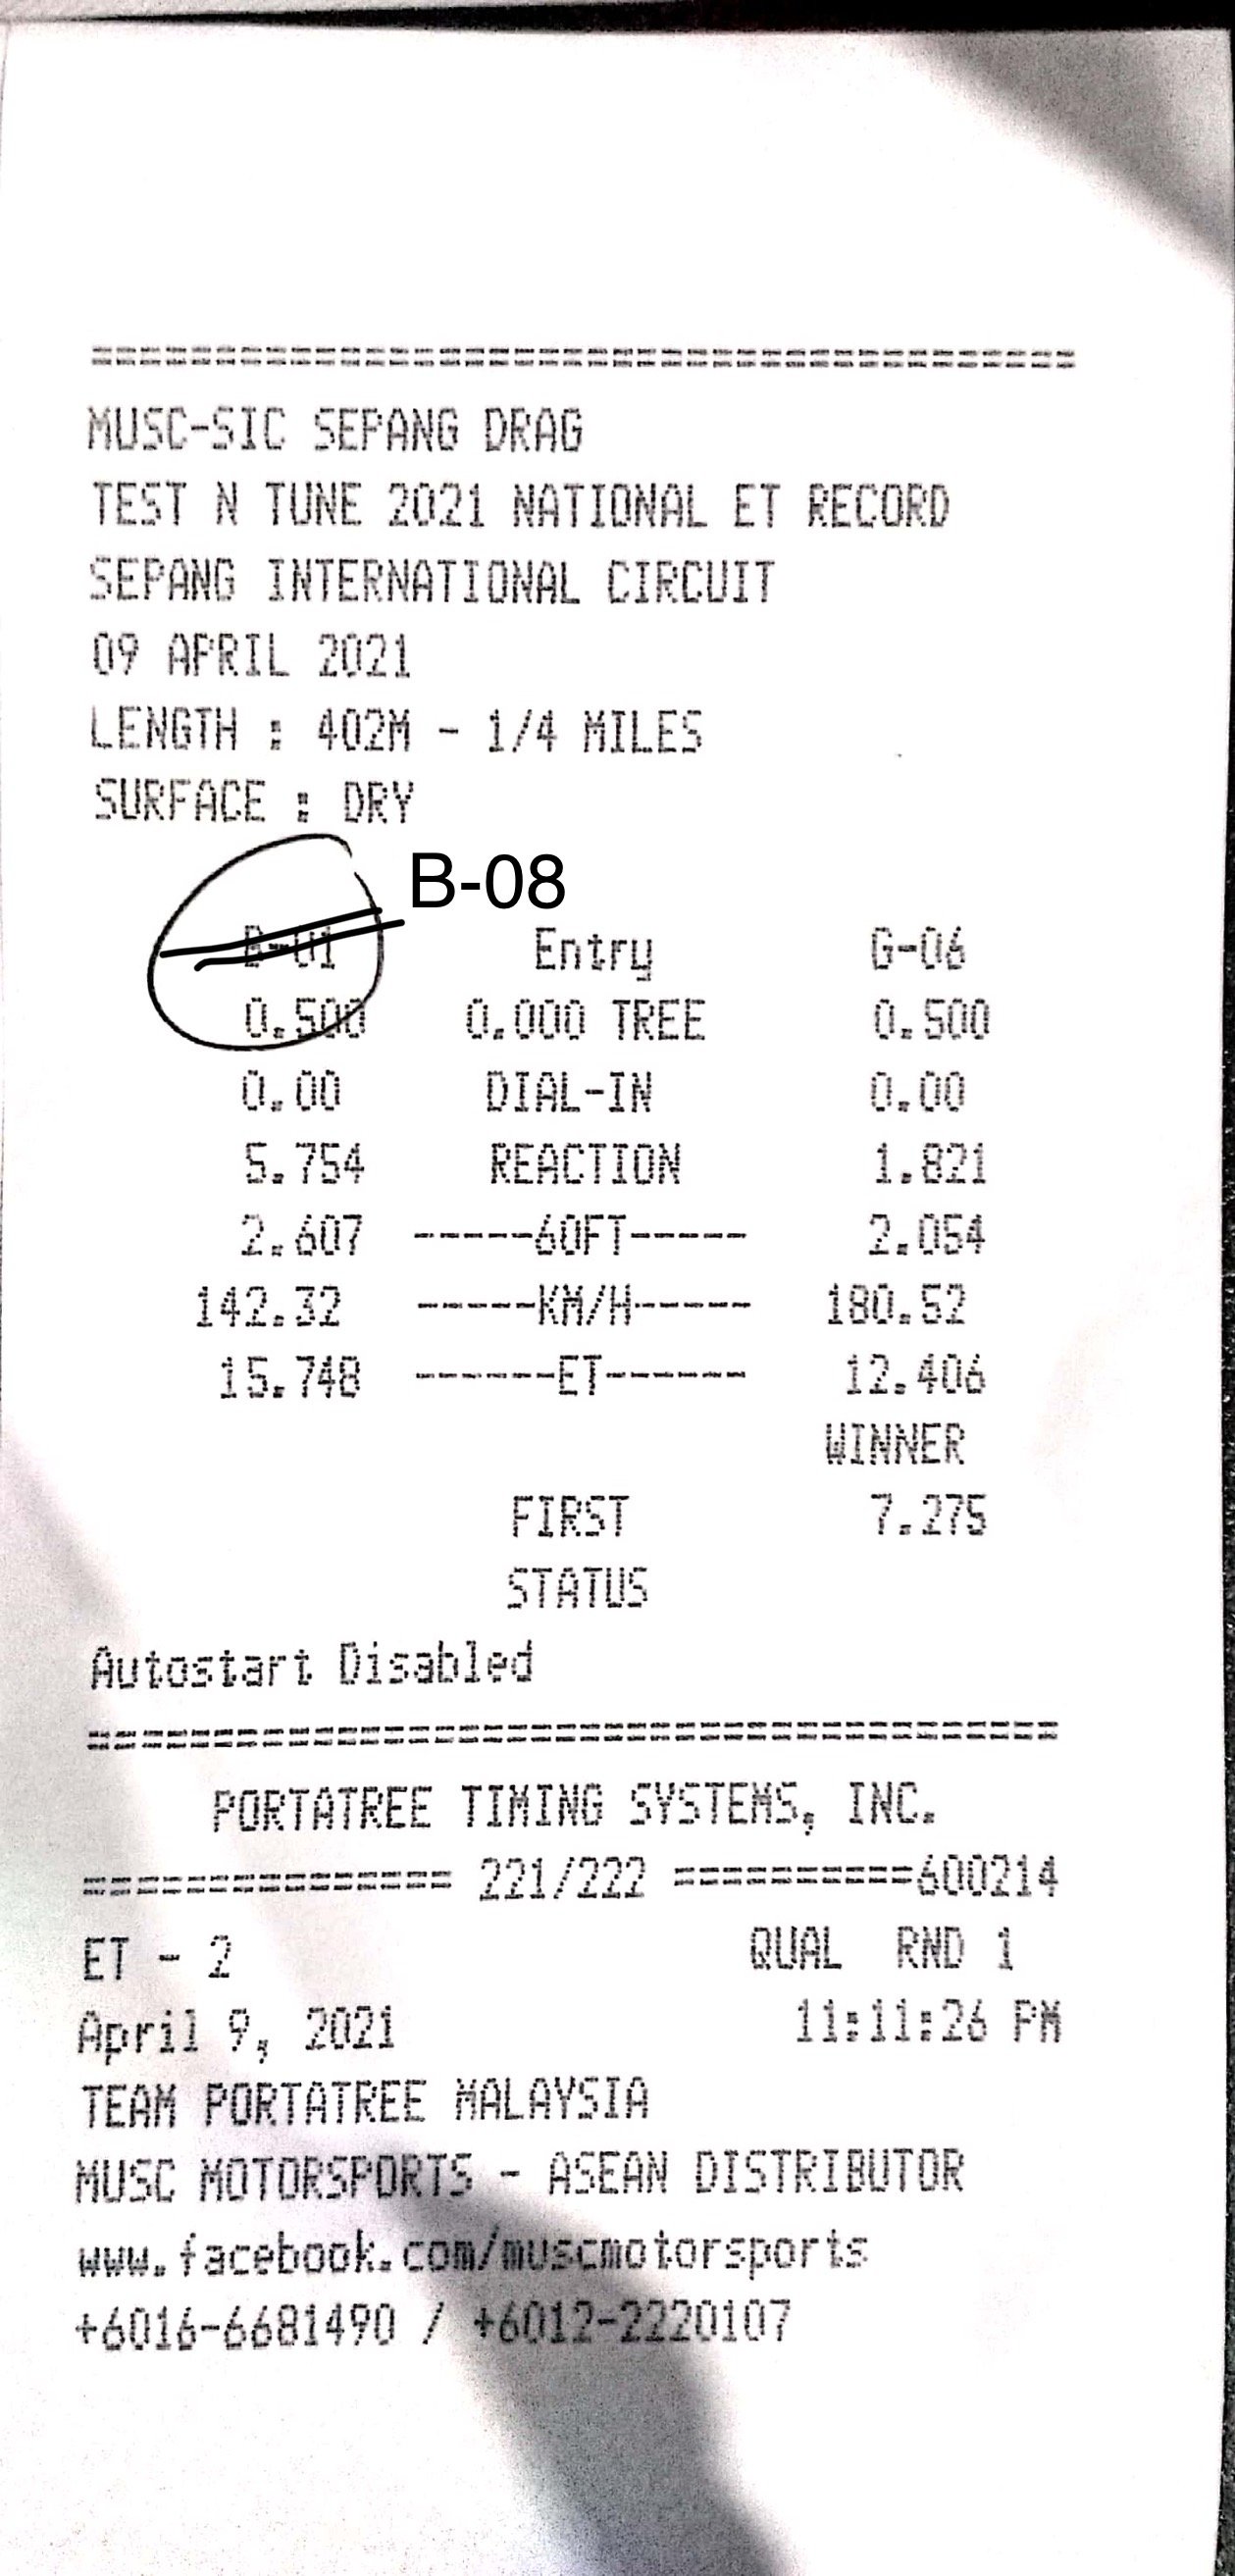 MUSC-SIC SEPANG DRAG
TEST N TUNE 2021 NATIONAL ET RECORD
SEPANG INTERNATIONAL CIRCUIT
09 APRIL 2021
LENGTH : 402M - 1/4 MILES
SURFACE : DRY
B-08
B-01 Entry G-06
0.500 0.000 TREE 0.500
0.00 DIAL-IN 0.00
5.754 REACTION 1.821
2.607 ------60FT------ 2.054
142.32 ------KM/H------ 180.52
15.748 -------ET------- 12.406
WINNER
FIRST 7.275
STATUS
Autostart Disabled
PORTATREE TIMING SYSTEMS, INC.
=============== 221/222 ==========600214
ET - 2 QUAL RND 1
April 9, 2021 11:11:26 PM
TEAM PORTATREE MALAYSIA
MUSC MOTORSPORTS - ASEAN DISTRIBUTOR
www.facebook.com/muscmotorsports
+6016-6681490 / +6012-2220107